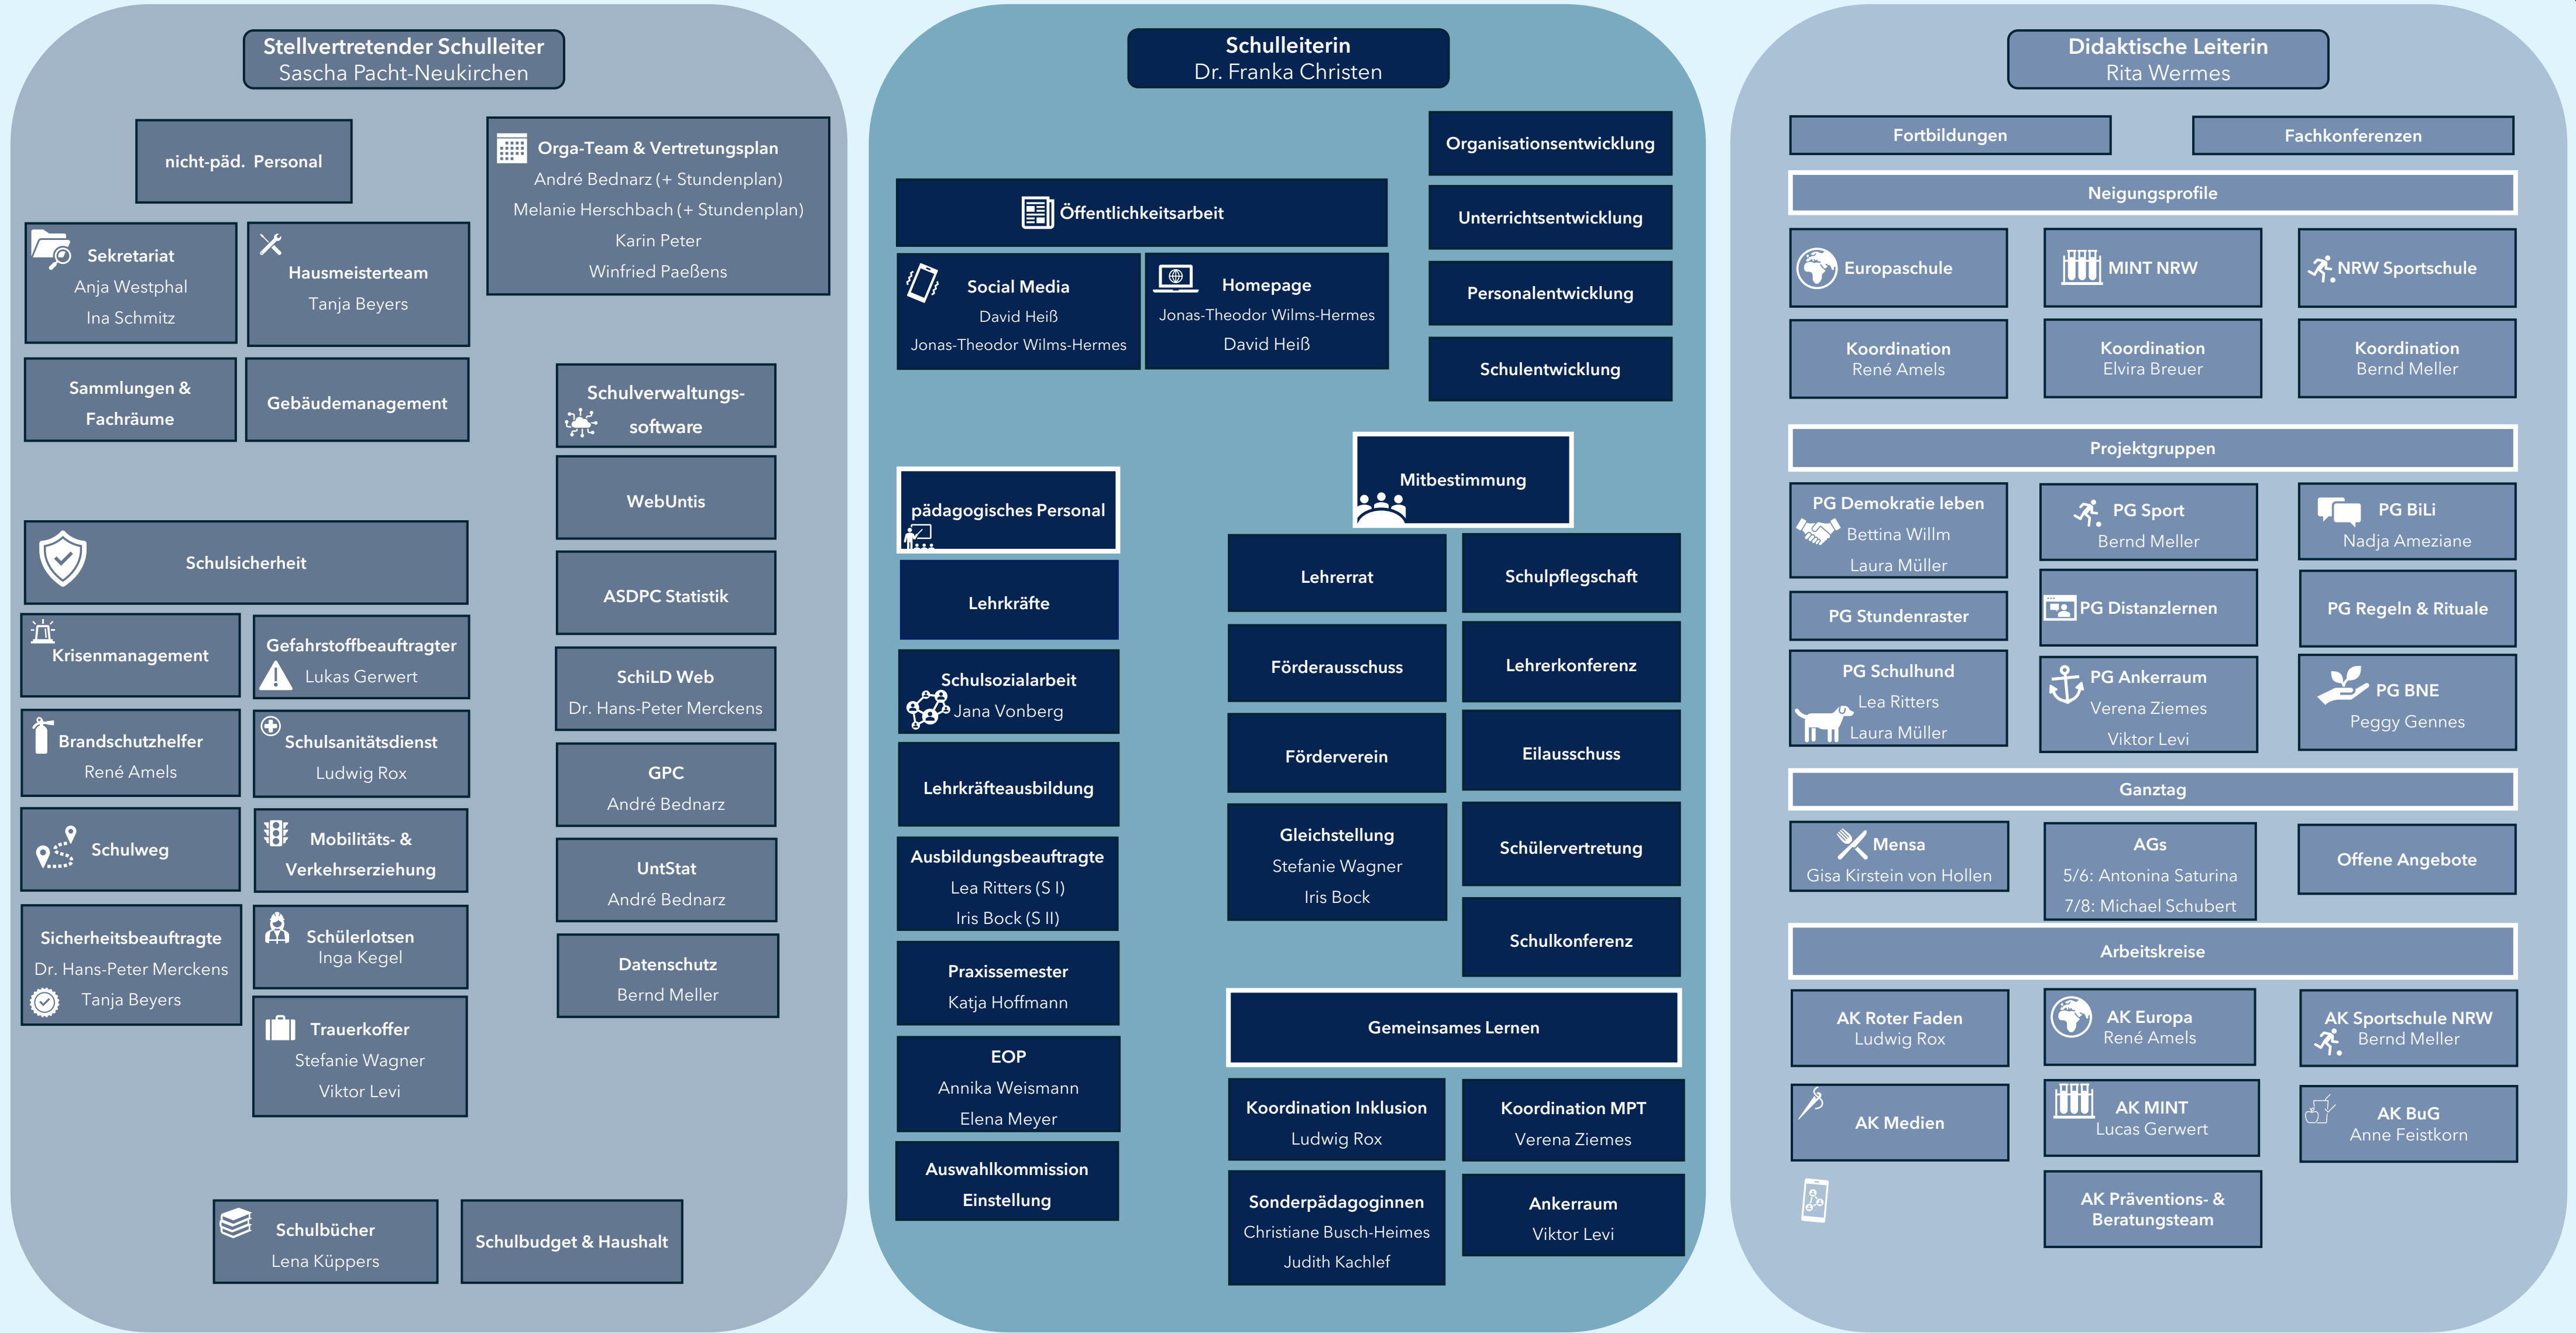 Stellvertretender Schulleiter
Sascha Pacht-Neukirchen
nicht-päd. Personal
Orga-Team & Vertretungsplan
André Bednarz (+ Stundenplan)
Melanie Herschbach (+ Stundenplan)
Karin Peter
Winfried Paeßens
Sekretariat
Anja Westphal
Ina Schmitz
Hausmeisterteam
Tanja Beyers
Sammlungen &
Fachräume
Gebäudemanagement
Schulverwaltungs-
software
WebUntis
ASDPC Statistik
SchiLD Web
Dr. Hans-Peter Merckens
GPC
André Bednarz
UntStat
André Bednarz
Datenschutz
Bernd Meller
Schulsicherheit
Krisenmanagement
Gefahrstoffbeauftragter
Lukas Gerwert
Brandschutzhelfer
René Amels
Schulsanitätsdienst
Ludwig Rox
Schulweg
Mobilitäts- &
Verkehrserziehung
Sicherheitsbeauftragte
Dr. Hans-Peter Merckens
Tanja Beyers
Schülerlotsen
Inga Kegel
Trauerkoffer
Stefanie Wagner
Viktor Levi
Schulbücher
Lena Küppers
Schulbudget & Haushalt
Schulleiterin
Dr. Franka Christen
Organisationsentwicklung
Unterrichtsentwicklung
Personalentwicklung
Schulentwicklung
Öffentlichkeitsarbeit
Social Media
David Heiß
Jonas-Theodor Wilms-Hermes
Homepage
Jonas-Theodor Wilms-Hermes
David Heiß
pädagogisches Personal
Lehrkräfte
Schulsozialarbeit
Jana Vonberg
Lehrkräfteausbildung
Ausbildungsbeauftragte
Lea Ritters (S I)
Iris Bock (S II)
Praxissemester
Katja Hoffmann
EOP
Annika Weismann
Elena Meyer
Auswahlkommission
Einstellung
Mitbestimmung
Lehrerrat
Schulpflegschaft
Förderausschuss
Lehrerkonferenz
Förderverein
Eilausschuss
Gleichstellung
Stefanie Wagner
Iris Bock
Schülervertretung
Schulkonferenz
Gemeinsames Lernen
Koordination Inklusion
Ludwig Rox
Koordination MPT
Verena Ziemes
Sonderpädagoginnen
Christiane Busch-Heimes
Judith Kachlef
Ankerraum
Viktor Levi
Didaktische Leiterin
Rita Wermes
Fortbildungen
Fachkonferenzen
Neigungsprofile
Europaschule
MINT NRW
NRW Sportschule
Koordination
René Amels
Koordination
Elvira Breuer
Koordination
Bernd Meller
Projektgruppen
PG Demokratie leben
Bettina Willm
Laura Müller
PG Sport
Bernd Meller
PG BiLi
Nadja Ameziane
PG Stundenraster
PG Distanzlernen
PG Regeln & Rituale
PG Schulhund
Lea Ritters
Laura Müller
PG Ankerraum
Verena Ziemes
Viktor Levi
PG BNE
Peggy Gennes
Ganztag
Mensa
Gisa Kirstein von Hollen
AGs
5/6: Antonina Saturina
7/8: Michael Schubert
Offene Angebote
Arbeitskreise
AK Roter Faden
Ludwig Rox
AK Europa
René Amels
AK Sportschule NRW
Bernd Meller
AK Medien
AK MINT
Lucas Gerwert
AK BuG
Anne Feistkorn
AK Präventions- &
Beratungsteam